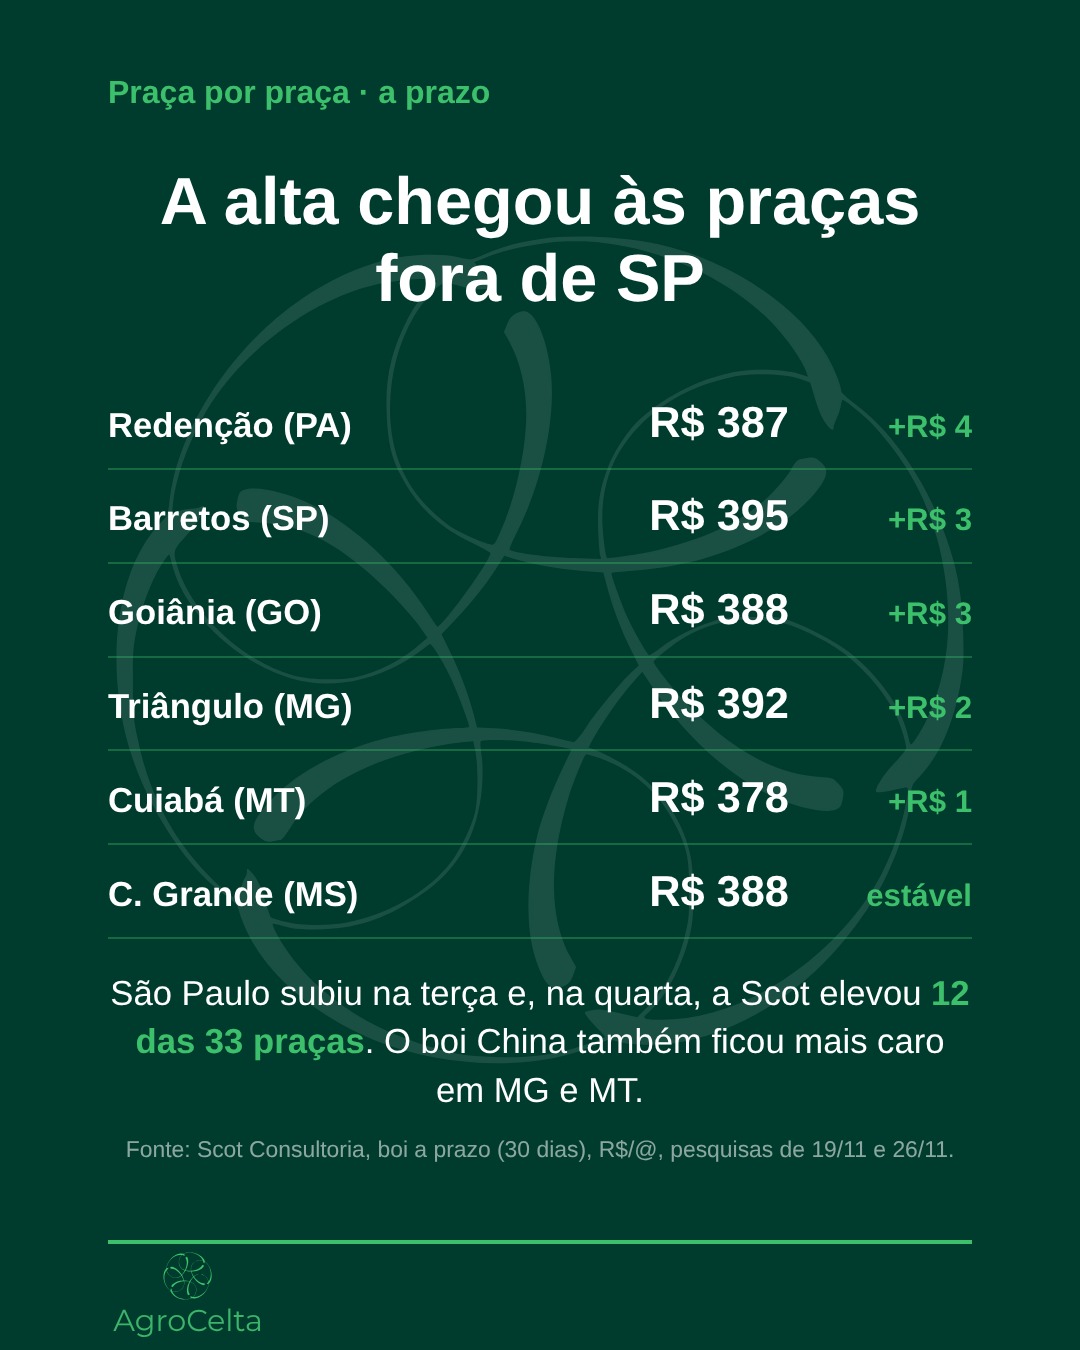 Praça por praça · a prazo
A alta chegou às praças
fora de SP
Redenção (PA) R$ 387 +R$ 4
Barretos (SP) R$ 395 +R$ 3
Goiânia (GO) R$ 388 +R$ 3
Triângulo (MG) R$ 392 +R$ 2
Cuiabá (MT) R$ 378 +R$ 1
C. Grande (MS) R$ 388 estável
São Paulo subiu na terça e, na quarta, a Scot elevou 12
das 33 praças. O boi China também ficou mais caro
em MG e MT.
Fonte: Scot Consultoria, boi a prazo (30 dias), R$/@, pesquisas de 19/11 e 26/11.
AgroCelta